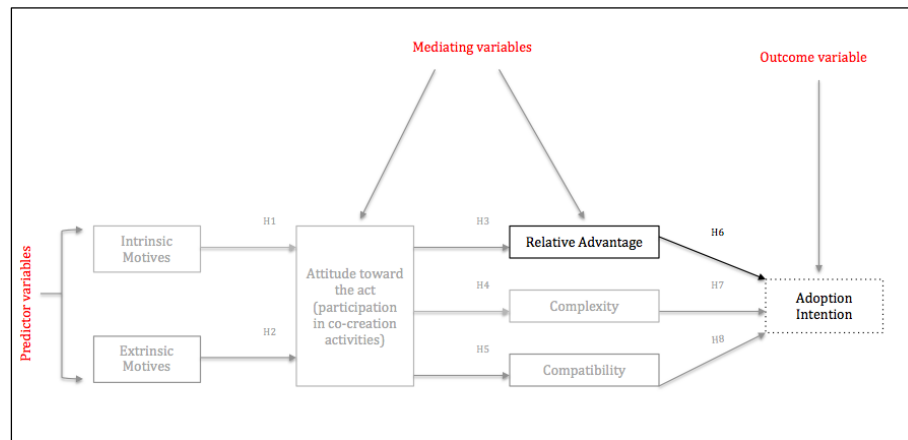 Mediating variables
Outcome variable
Predictor variables
H1
H3
H6
Intrinsic
Motives
Relative Advantage
Attitude toward
the act
(participation
in co-creation
activities)
H4
H7
Complexity
Adoption
Intention
H2
Extrinsic
Motives
H5
H8
Compatibility